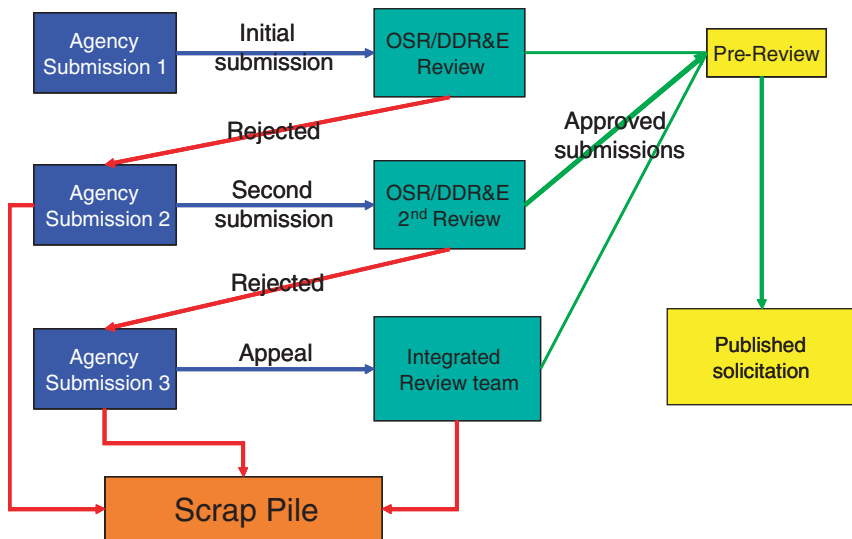 Agency
Submission 1
Initial
submission
OSR/DDR&E
Review
Pre-Review
Rejected
Approved
submissions
Agency
Submission 2
Second
submission
OSR/DDR&E
2nd Review
Rejected
Agency
Submission 3
Appeal
Integrated
Review team
Published
solicitation
Scrap Pile